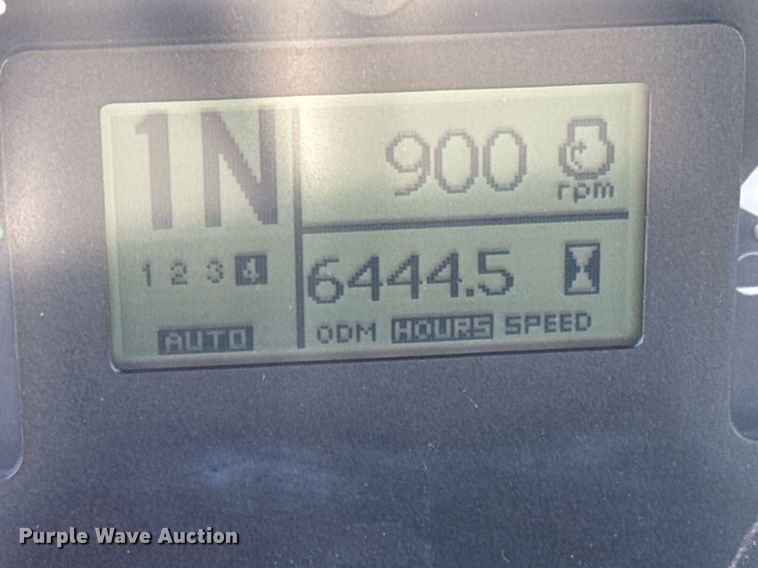 1N
900
rpm
1 2 3 4
6444.5
AUTO
ODM HOURS SPEED
Purple Wave Auction